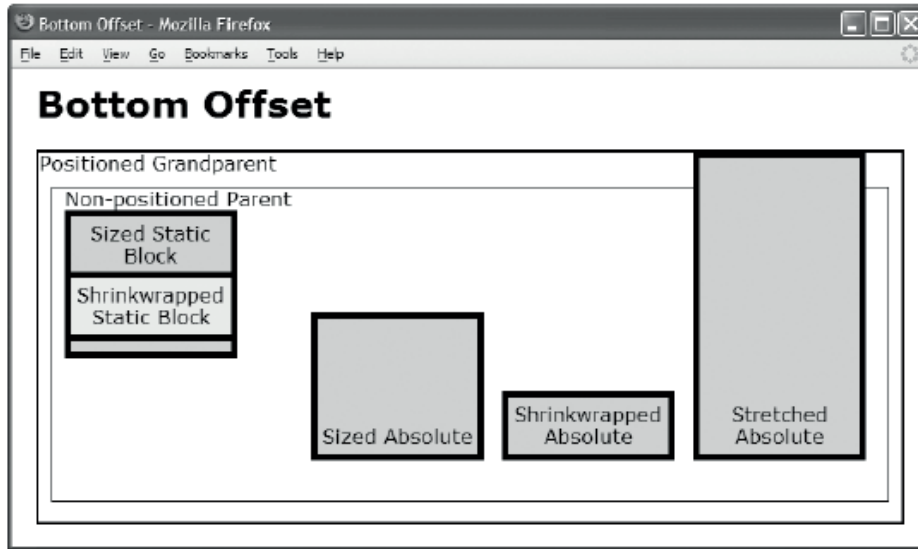 Bottom Offset - Mozilla Firefox
File Edit View Go Bookmarks Tools Help
Bottom Offset
Positioned Grandparent
Non-positioned Parent
Sized Static
Block
Shrinkwrapped
Static Block
Sized Absolute
Shrinkwrapped
Absolute
Stretched
Absolute